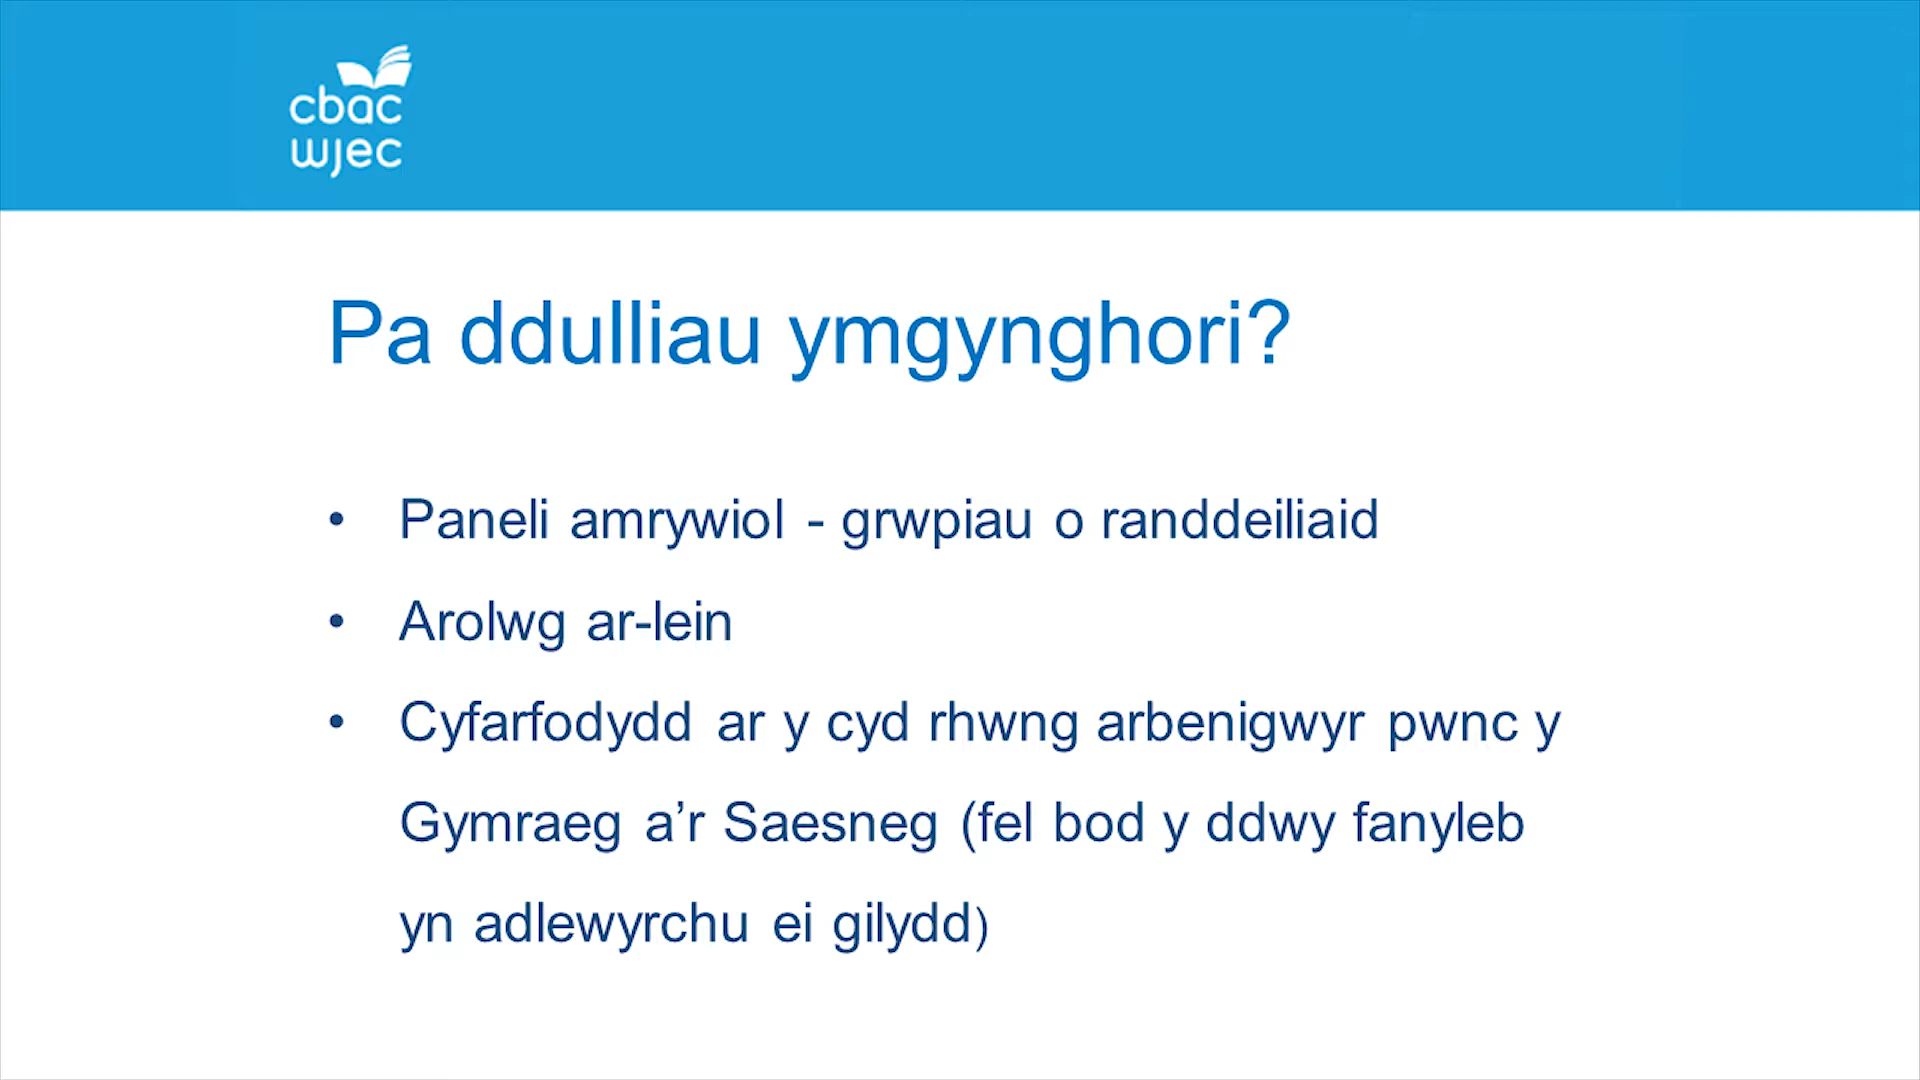 cbac
wjec
Pa ddulliau ymgynghori?
• Paneli amrywiol - grwpiau o randdeiliaid
• Arolwg ar-lein
• Cyfarfodydd ar y cyd rhwng arbenigwyr pwnc y
Gymraeg a’r Saesneg (fel bod y ddwy fanyleb
yn adlewyrchu ei gilydd)